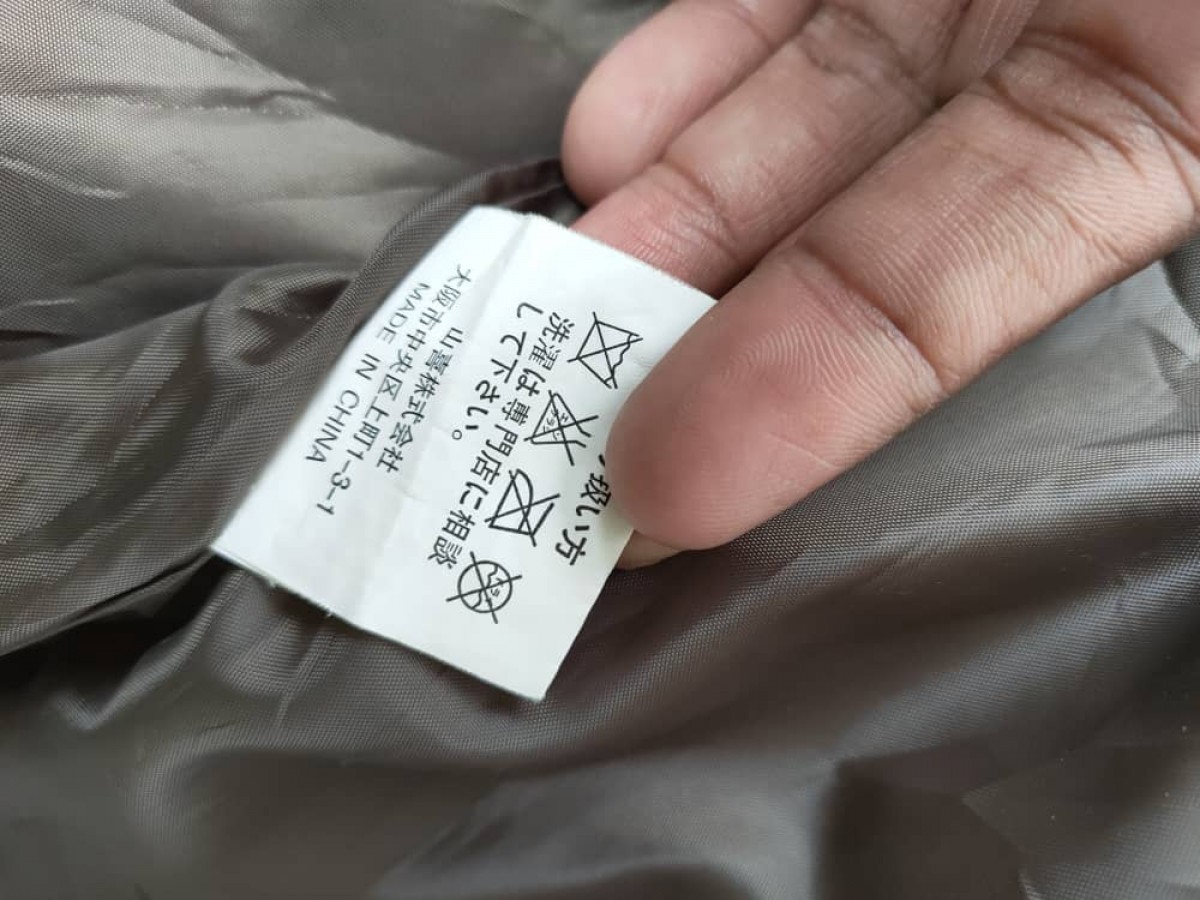 扱い方
洗濯は専門店に相談
して下さい。
山喜株式会社
大阪市中央区上町1-3-1
MADE IN CHINA